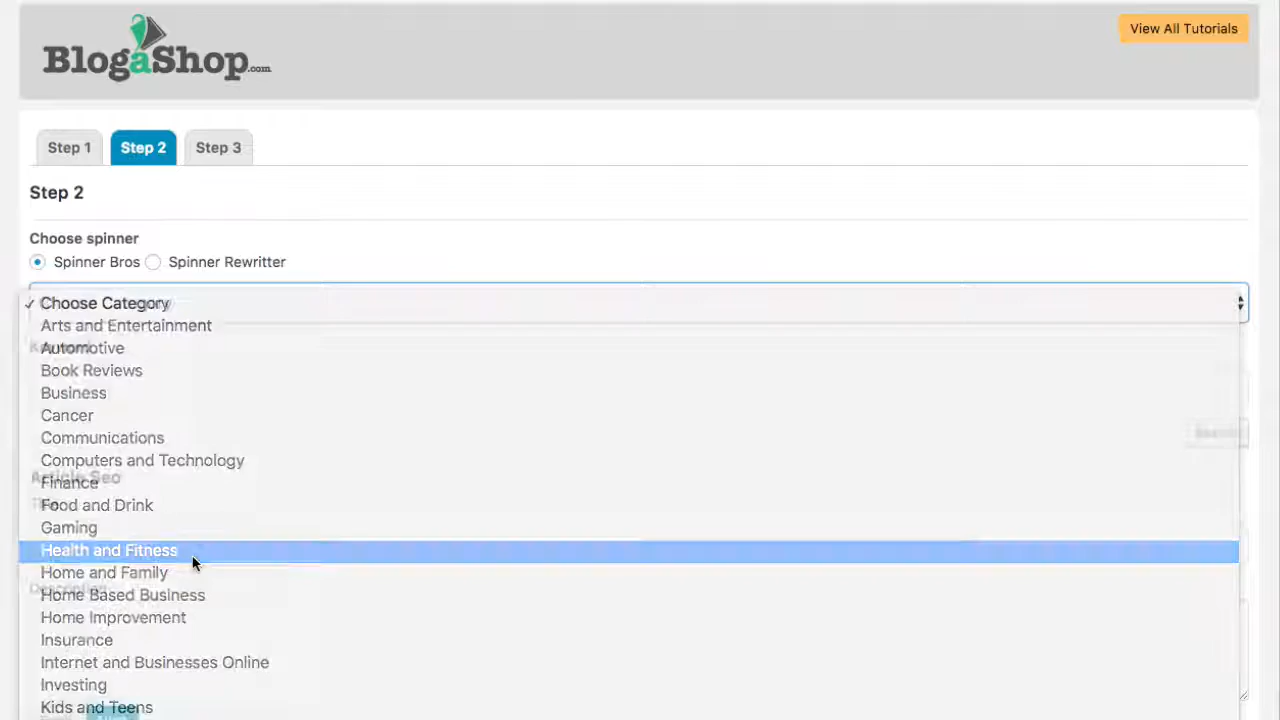 BlogaShop.com
View All Tutorials
Step 1
Step 2
Step 3
Step 2
Choose spinner
Spinner Bros
Spinner Rewritter
✓ Choose Category
Arts and Entertainment
Automotive
Book Reviews
Business
Cancer
Communications
Computers and Technology
Article Seo
Finance
Food and Drink
Gaming
Health and Fitness
Home and Family
Description
Home Based Business
Home Improvement
Insurance
Internet and Businesses Online
Investing
Kids and Teens